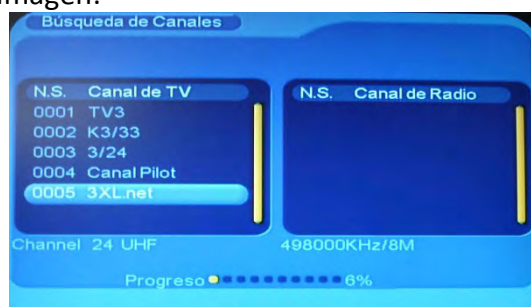 imagen:
Búsqueda de Canales
N.S. Canal de TV
0001 TV3
0002 K3/33
0003 3/24
0004 Canal Pilot
0005 3XL.net
N.S. Canal de Radio
Channel 24 UHF
498000KHz/8M
Progreso 6%